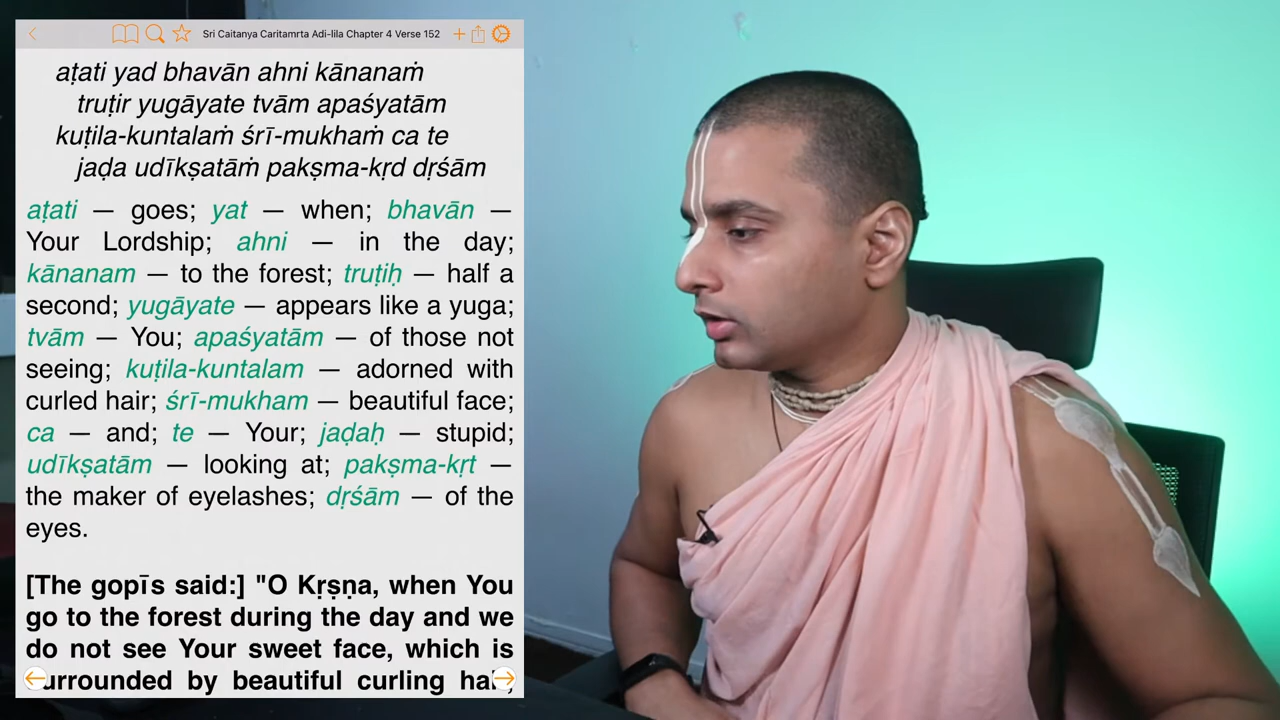 Sri Caitanya Caritamrta Adi-lila Chapter 4 Verse 152
aṭati yad bhavān ahni kānanaṁ
truṭir yugāyate tvām apaśyatām
kuṭila-kuntalaṁ śrī-mukhaṁ ca te
jaḍa udīkṣatāṁ pakṣma-kṛd dṛśām
aṭati — goes; yat — when; bhavān —
Your Lordship; ahni — in the day;
kānanam — to the forest; truṭiḥ — half a
second; yugāyate — appears like a yuga;
tvām — You; apaśyatām — of those not
seeing; kuṭila-kuntalam — adorned with
curled hair; śrī-mukham — beautiful face;
ca — and; te — Your; jaḍaḥ — stupid;
udīkṣatām — looking at; pakṣma-kṛt —
the maker of eyelashes; dṛśām — of the
eyes.
[The gopīs said:] "O Kṛṣṇa, when You
go to the forest during the day and we
do not see Your sweet face, which is
by beautiful curling